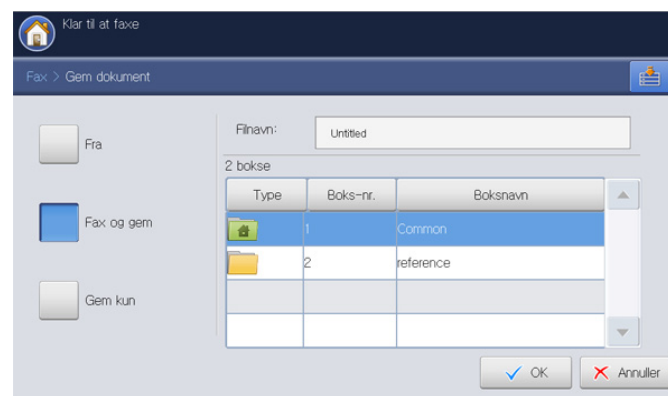 Klar til at faxe
Fax > Gem dokument
Fra
Filnavn: Untitled
2 bokse
Type Boks-nr. Boksnavn
1 Common
Fax og gem
2 reference
Gem kun
OK Annuller